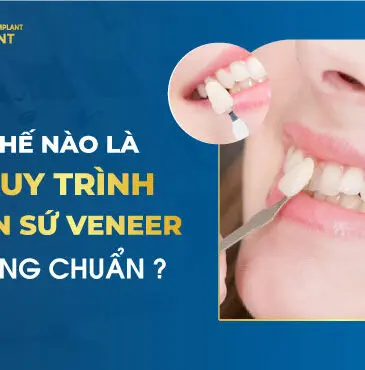 PLANT
NT
HẾ NÀO LÀ
UY TRÌNH
N SỨ VENEER
NG CHUẨN ?